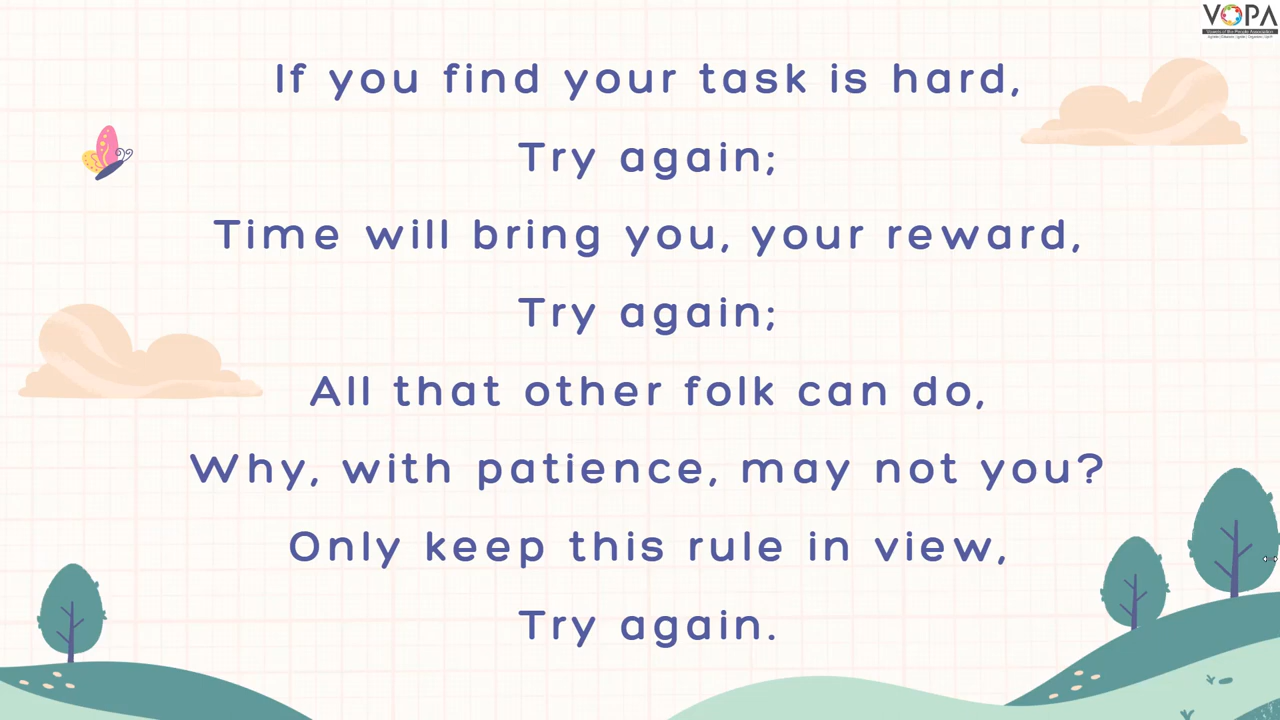 VOPA
If you find your task is hard,
Try again;
Time will bring you, your reward,
Try again;
All that other folk can do,
Why, with patience, may not you?
Only keep this rule in view,
Try again.